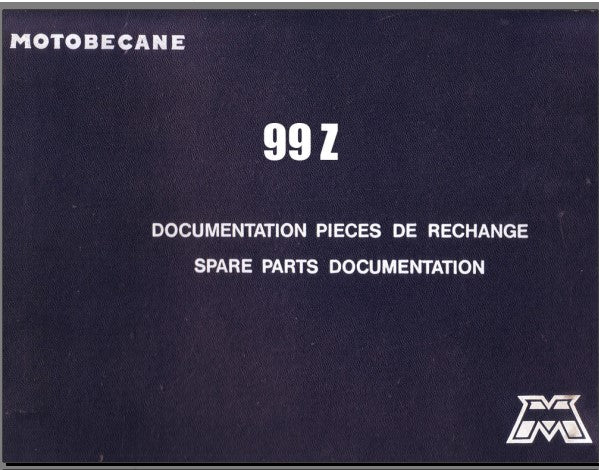 MOTOBECANE
99 Z
DOCUMENTATION PIECES DE RECHANGE
SPARE PARTS DOCUMENTATION
M